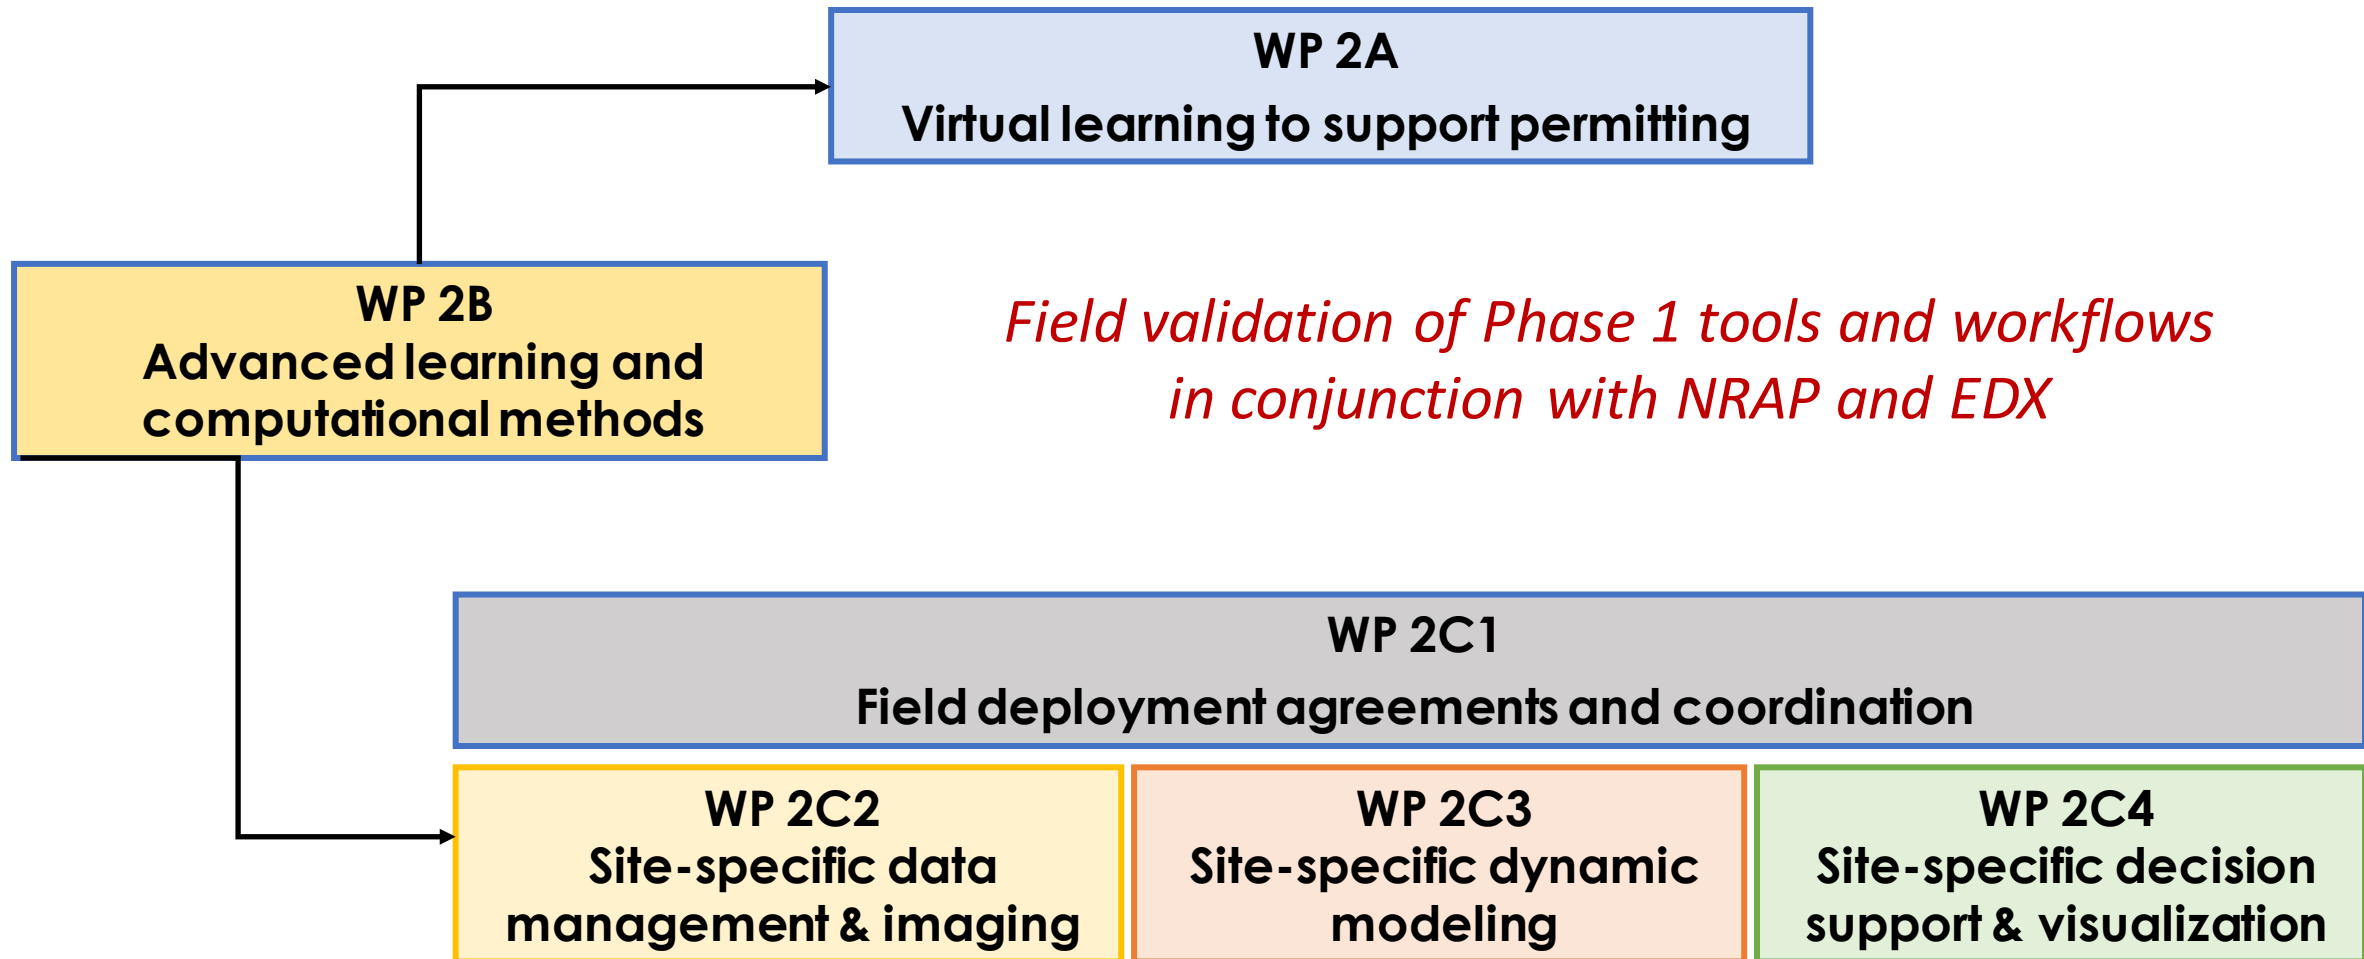 WP 2A
Virtual learning to support permitting
WP 2B
Advanced learning and
computational methods
Field validation of Phase 1 tools and workflows
in conjunction with NRAP and EDX
WP 2C1
Field deployment agreements and coordination
WP 2C2
Site-specific data
management & imaging
WP 2C3
Site-specific dynamic
modeling
WP 2C4
Site-specific decision
support & visualization